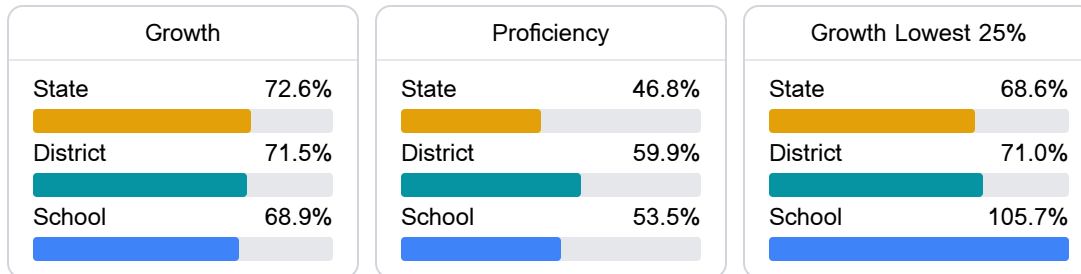 Growth
State 72.6%
District 71.5%
School 68.9%
Proficiency
State 46.8%
District 59.9%
School 53.5%
Growth Lowest 25%
State 68.6%
District 71.0%
School 105.7%